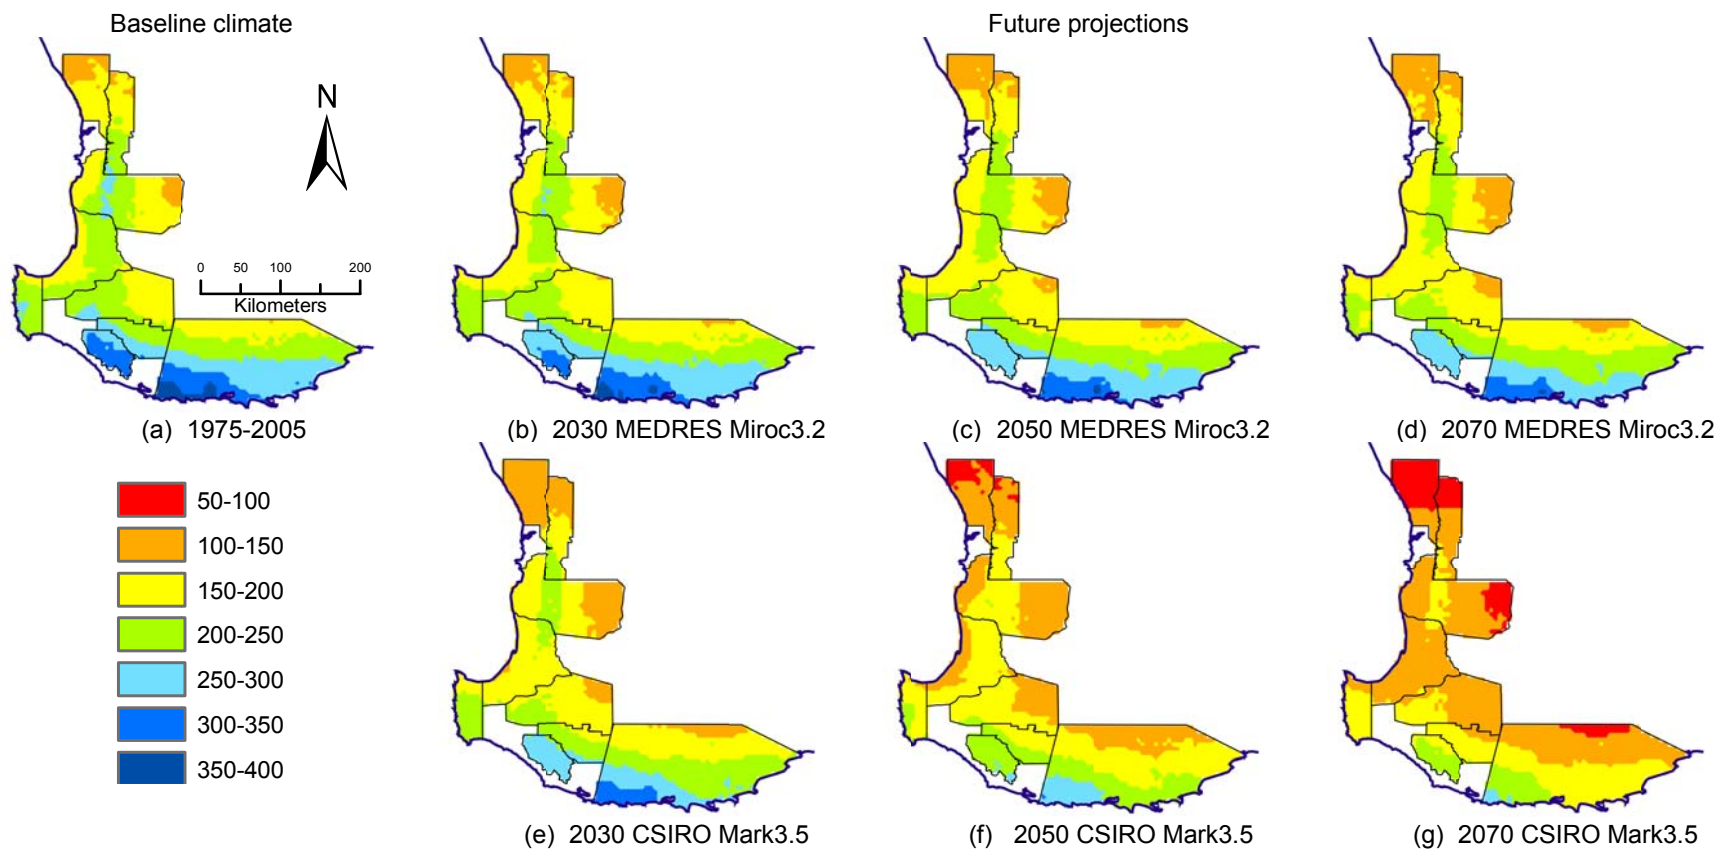 Baseline climate
Future projections
N
0 50 100 200
Kilometers
(a) 1975-2005
(b) 2030 MEDRES Miroc3.2
(c) 2050 MEDRES Miroc3.2
(d) 2070 MEDRES Miroc3.2
50-100
100-150
150-200
200-250
250-300
300-350
350-400
(e) 2030 CSIRO Mark3.5
(f) 2050 CSIRO Mark3.5
(g) 2070 CSIRO Mark3.5